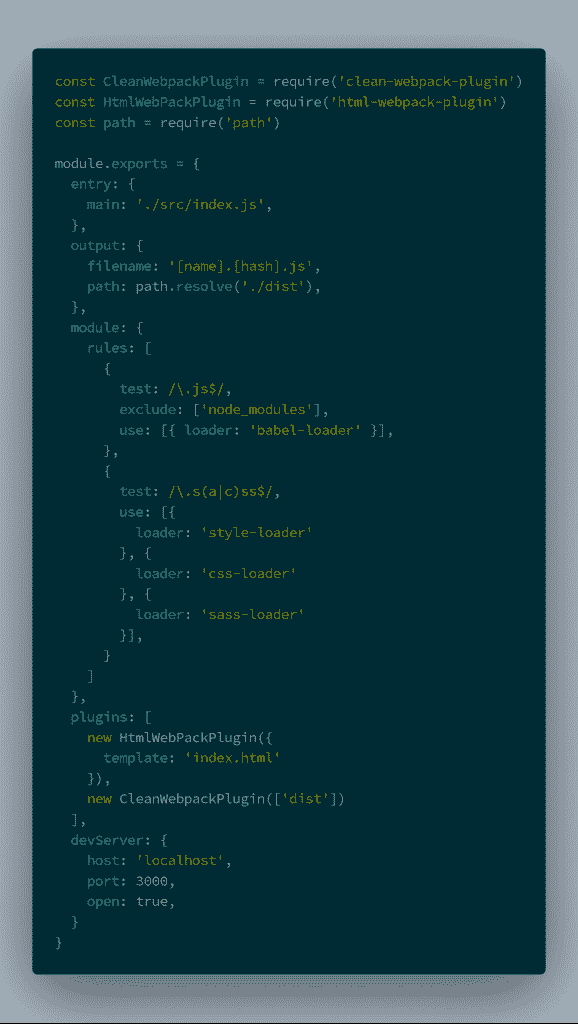 const CleanWebpackPlugin = require('clean-webpack-plugin')
const HtmlWebPackPlugin = require('html-webpack-plugin')
const path = require('path')

module.exports = {
  entry: {
    main: './src/index.js',
  },
  output: {
    filename: '[name].[hash].js',
    path: path.resolve('./dist'),
  },
  module: {
    rules: [
      {
        test: /\.js$/,
        exclude: ['node_modules'],
        use: [{ loader: 'babel-loader' }],
      },
      {
        test: /\.s(a|c)ss$/,
        use: [{
          loader: 'style-loader'
        }, {
          loader: 'css-loader'
        }, {
          loader: 'sass-loader'
        }],
      }
    ]
  },
  plugins: [
    new HtmlWebPackPlugin({
      template: 'index.html'
    }),
    new CleanWebpackPlugin(['dist'])
  ],
  devServer: {
    host: 'localhost',
    port: 3000,
    open: true,
  }
}